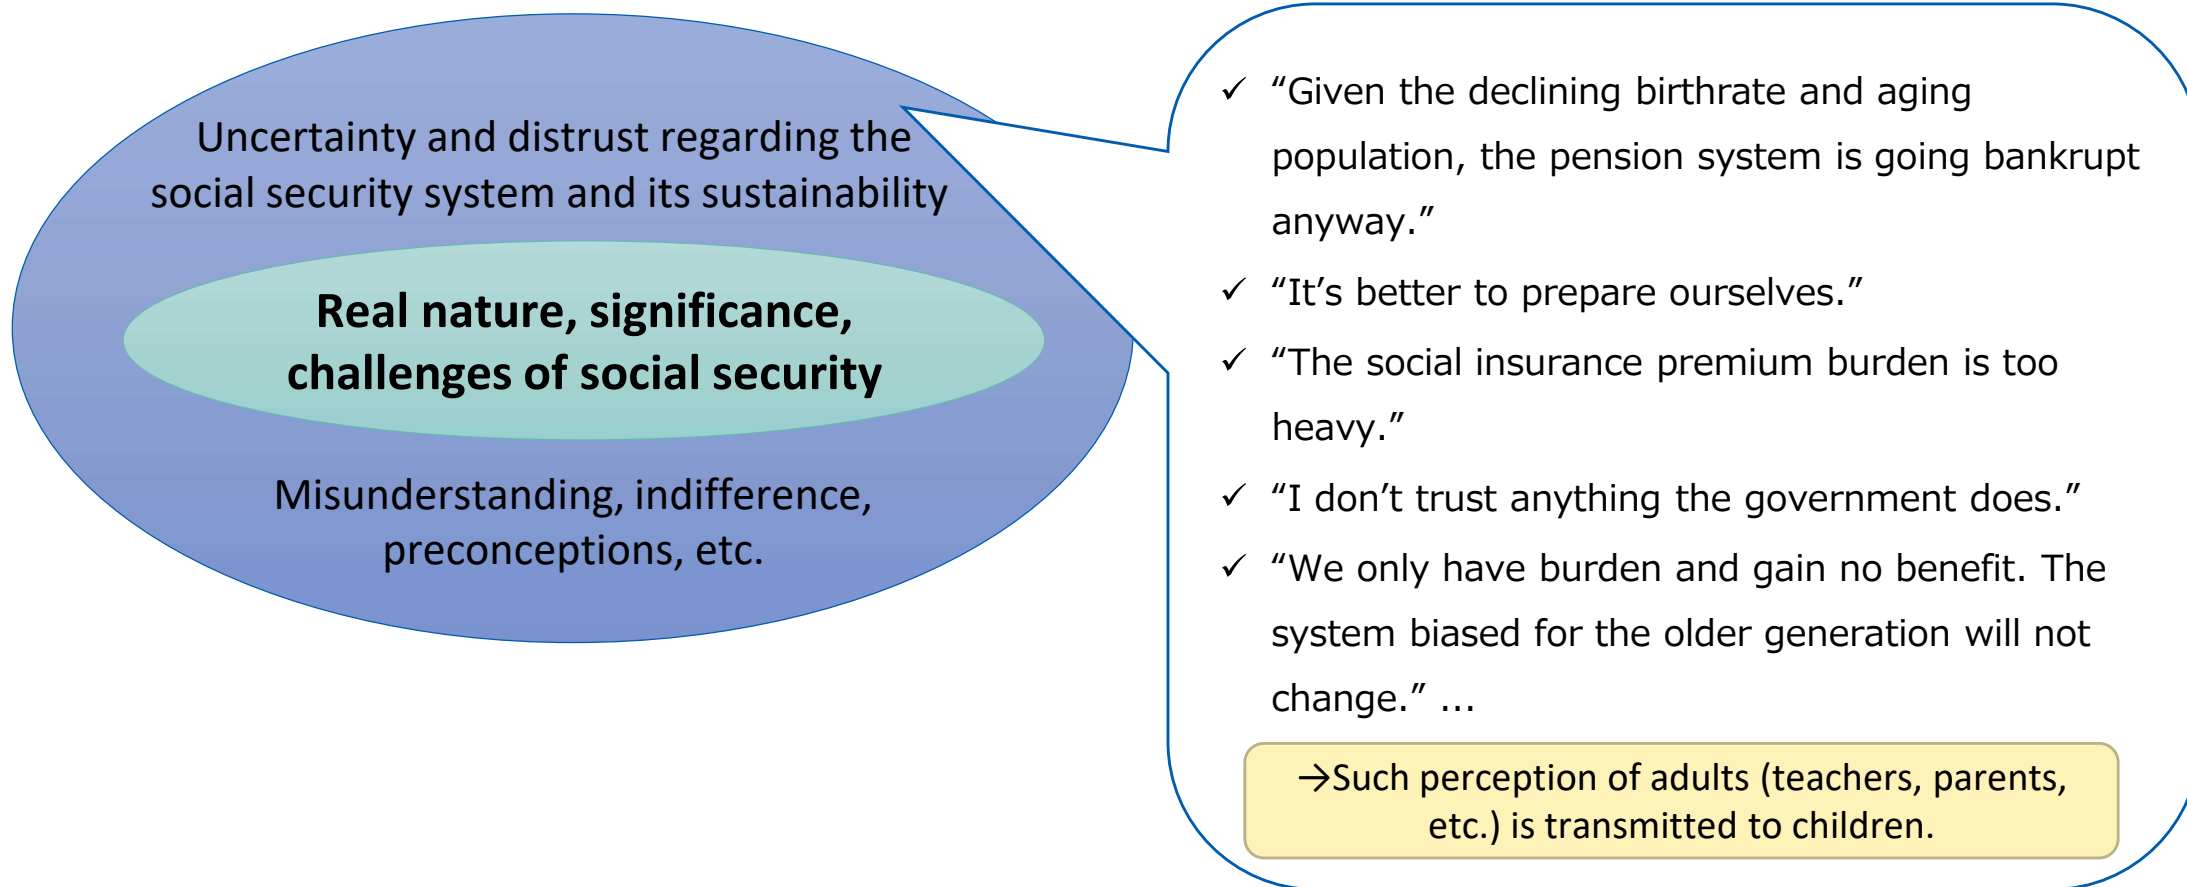 Uncertainty and distrust regarding the
social security system and its sustainability
Real nature, significance,
challenges of social security
Misunderstanding, indifference,
preconceptions, etc.
✓ “Given the declining birthrate and aging
population, the pension system is going bankrupt
anyway.”
✓ “It’s better to prepare ourselves.”
✓ “The social insurance premium burden is too
heavy.”
✓ “I don’t trust anything the government does.”
✓ “We only have burden and gain no benefit. The
system biased for the older generation will not
change.” ...
→Such perception of adults (teachers, parents,
etc.) is transmitted to children.